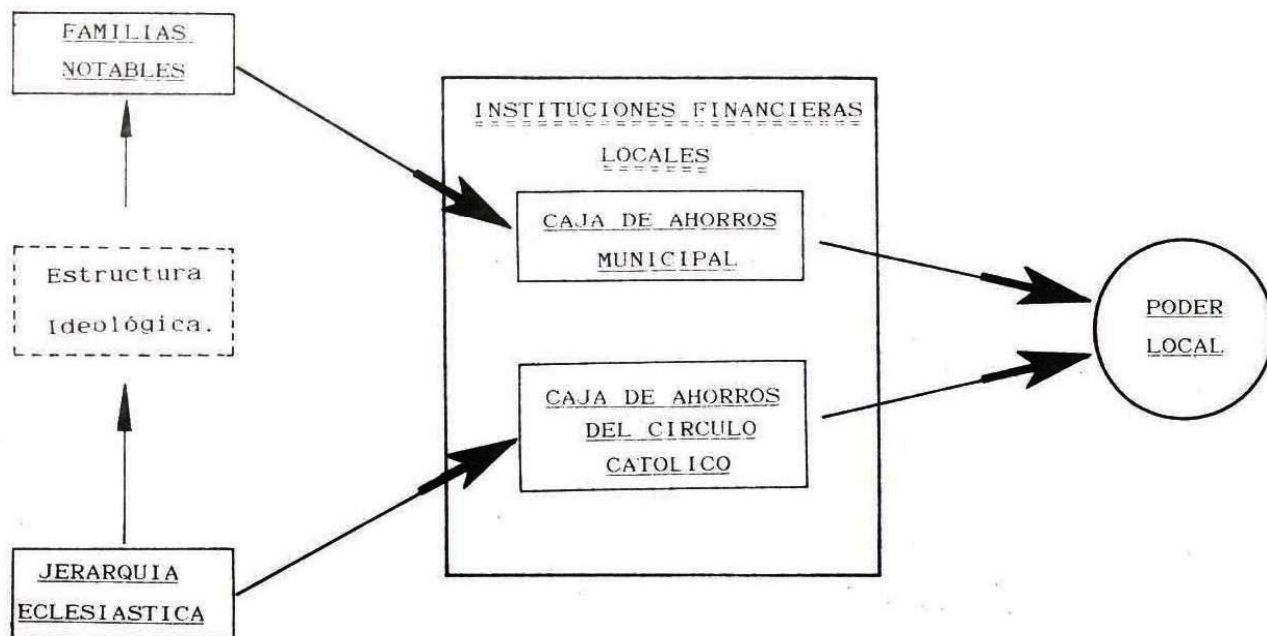 FAMILIAS
NOTABLES
INSTITUCIONES FINANCIERAS
LOCALES
CAJA DE AHORROS
MUNICIPAL
Estructura
Ideológica.
PODER
LOCAL
CAJA DE AHORROS
DEL CIRCULO
CATOLICO
JERARQUIA
ECLESIASTICA